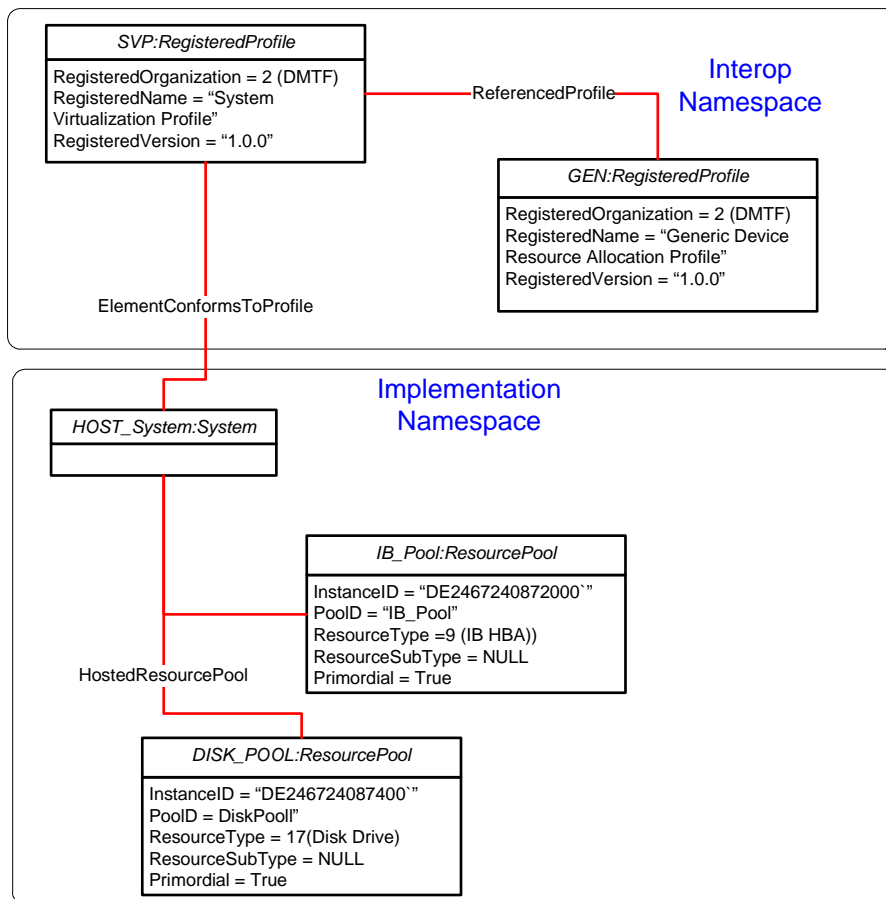 SVP:RegisteredProfile
RegisteredOrganization = 2 (DMTF)
RegisteredName = “System
Virtualization Profile”
RegisteredVersion = “1.0.0”
Interop
Namespace
ReferencedProfile
GEN:RegisteredProfile
RegisteredOrganization = 2 (DMTF)
RegisteredName = “Generic Device
Resource Allocation Profile”
RegisteredVersion = “1.0.0”
ElementConformsToProfile
Implementation
Namespace
HOST_System:System
IB_Pool:ResourcePool
InstanceID = “DE2467240872000`”
PoolID = “IB_Pool”
ResourceType =9 (IB HBA))
ResourceSubType = NULL
Primordial = True
HostedResourcePool
DISK_POOL:ResourcePool
InstanceID = “DE246724087400`”
PoolID = DiskPooll”
ResourceType = 17(Disk Drive)
ResourceSubType = NULL
Primordial = True